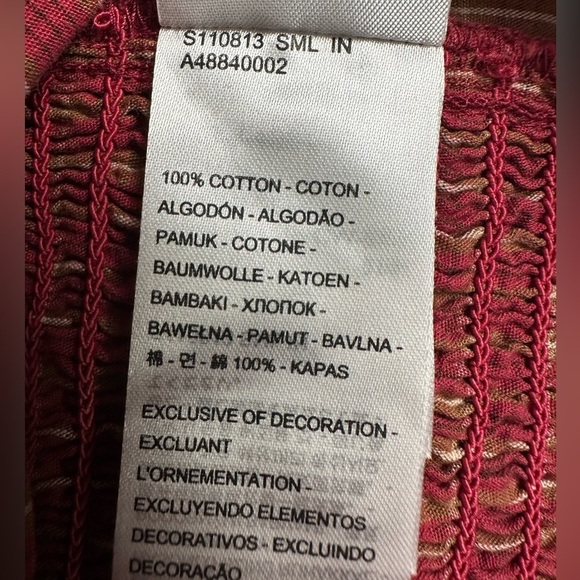 S110813 SML IN
A48840002
100% COTTON - COTON -
ALGODÓN - ALGODÃO -
PAMUK - COTONE -
BAUMWOLLE - KATOEN -
BAMBAKI - ХЛОПОК -
BAWEŁNA - PAMUT - BAVLNA -
棉 - 면 - 綿 100% - KAPAS
EXCLUSIVE OF DECORATION -
EXCLUANT
L'ORNEMENTATION -
EXCLUYENDO ELEMENTOS
DECORATIVOS - EXCLUINDO
DECORAÇÃO